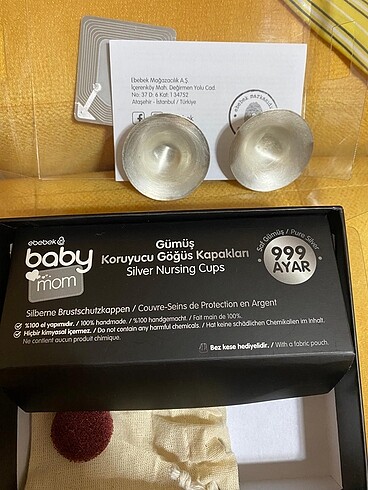 Ebebek Mağazacılık A.Ş.
İçerenköy Mah. Değirmen Yolu Cad.
No: 37 D: 6 Kat: 1 34752
Ataşehir - İstanbul / Türkiye
ebebek
baby
mom
Gümüş
Koruyucu Göğüs Kapakları
Silver Nursing Cups
Saf Gümüş / Pure Silver
999
AYAR
Silberne Brustschutzkappen / Couvre-Seins de Protection en Argent
%100 el yapımıdır. / 100% handmade. / %100 handgemacht. / Fait main de 100%.
Hiçbir kimyasal içermez. / Do not contain any harmful chemicals. / Hat keine schädlichen Chemikalien im Inhalt.
Ne contient aucun produit chimique.
Bez kese hediyelidir. / With a fabric pouch.